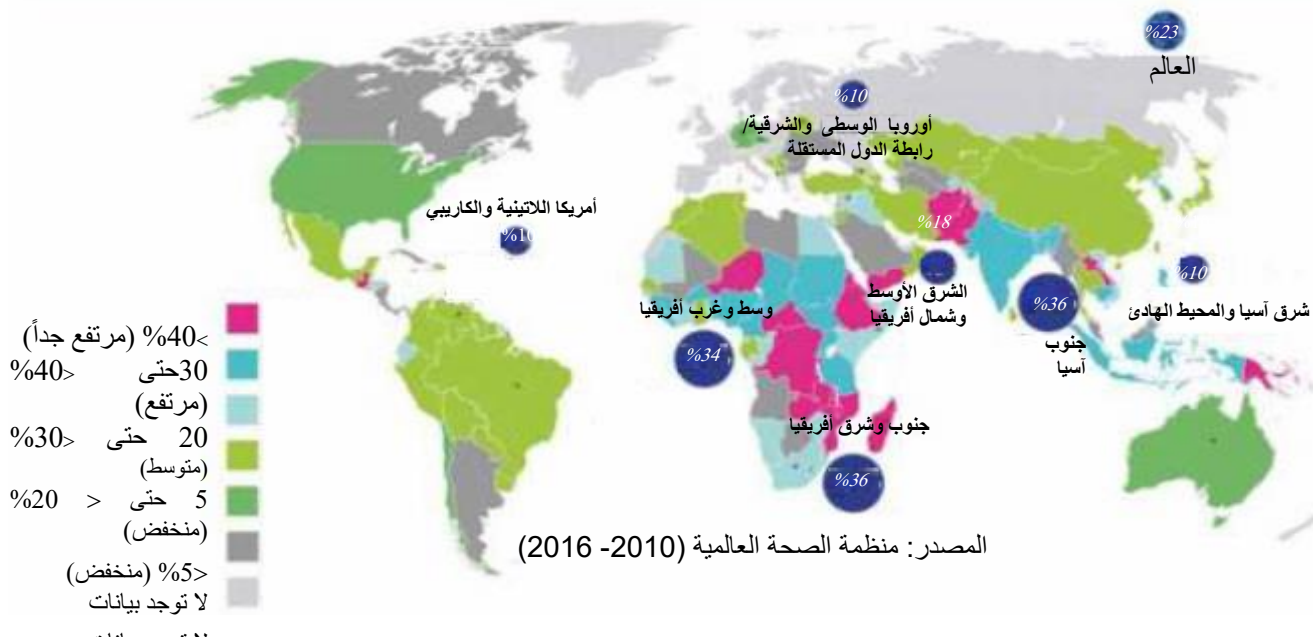 %23
العالم
%10
أوروبا الوسطى والشرقية/
رابطة الدول المستقلة
أمريكا اللاتينية والكاريبي
%10
%18
الشرق الأوسط
وشمال أفريقيا
%10
شرق آسيا والمحيط الهادئ
%36
جنوب
آسيا
وسط وغرب أفريقيا
%34
جنوب وشرق أفريقيا
%36
>40% (مرتفع جداً)
30حتى <40%
(مرتفع)
20 حتى <30%
(متوسط)
5 حتى < 20%
(منخفض)
<5% (منخفض)
لا توجد بيانات
المصدر: منظمة الصحة العالمية (2010- 2016)